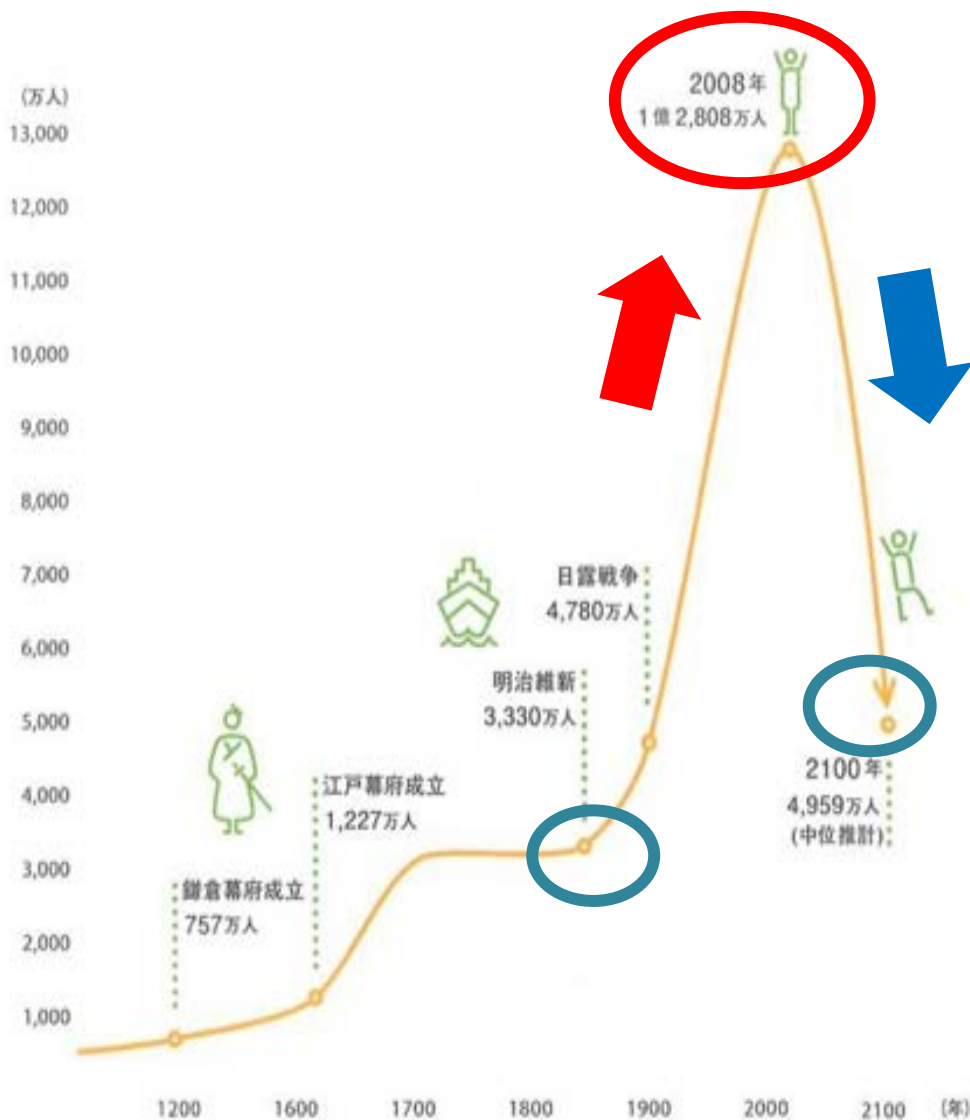 (万人)
13,000
12,000
11,000
10,000
9,000
8,000
7,000
6,000
5,000
4,000
3,000
2,000
1,000
2008年
1億2,808万人
日露戦争
4,780万人
明治維新
3,330万人
江戸幕府成立
1,227万人
鎌倉幕府成立
757万人
2100年
4,959万人
(中位推計)
1200 1600 1700 1800 1900 2000 2100 (年)